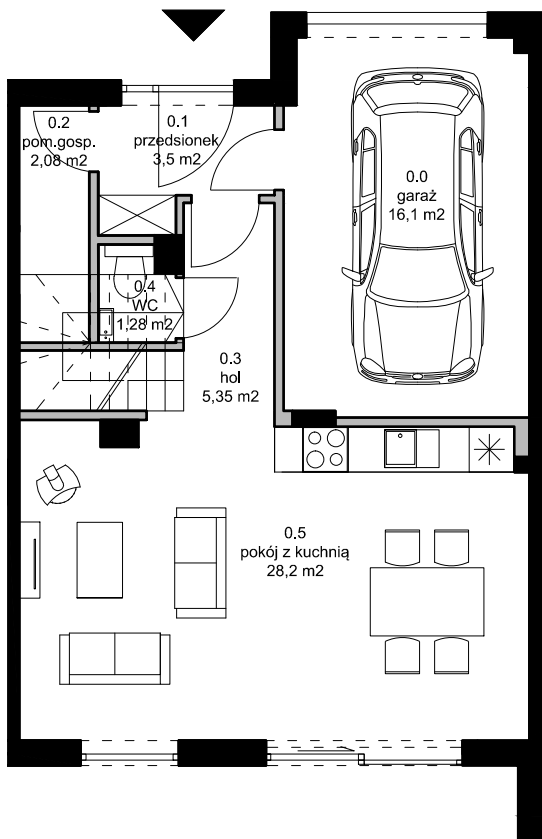 0.2
pom.gosp.
2,08 m2
0.1
przedsionek
3,5 m2
0.0
garaż
16,1 m2
0.4
WC
1,28 m2
0.3
hol
5,35 m2
0.5
pokój z kuchnią
28,2 m2